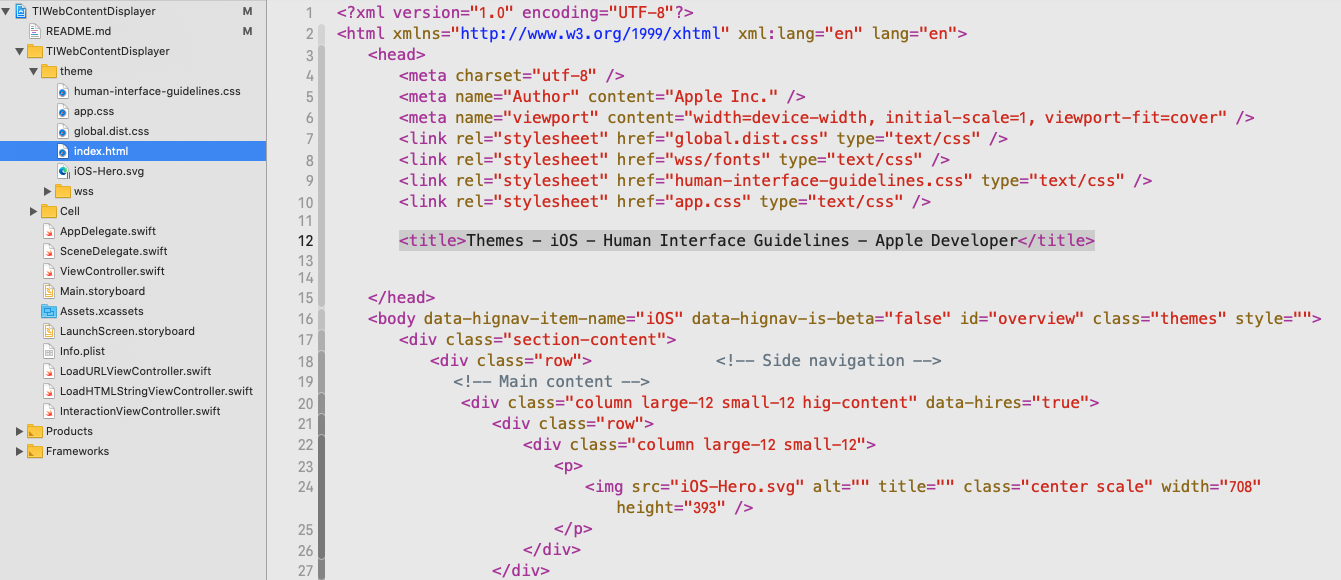 TIWebContentDisplayer M
README.md M
TIWebContentDisplayer
theme
human-interface-guidelines.css
app.css
global.dist.css
index.html
iOS-Hero.svg
wss
Cell
AppDelegate.swift
SceneDelegate.swift
ViewController.swift
Main.storyboard
Assets.xcassets
LaunchScreen.storyboard
Info.plist
LoadURLViewController.swift
LoadHTMLStringViewController.swift
InteractionViewController.swift
Products
Frameworks
1 <?xml version="1.0" encoding="UTF-8"?>
2 <html xmlns="http://www.w3.org/1999/xhtml" xml:lang="en" lang="en">
3 <head>
4 <meta charset="utf-8" />
5 <meta name="Author" content="Apple Inc." />
6 <meta name="viewport" content="width=device-width, initial-scale=1, viewport-fit=cover" />
7 <link rel="stylesheet" href="global.dist.css" type="text/css" />
8 <link rel="stylesheet" href="wss/fonts" type="text/css" />
9 <link rel="stylesheet" href="human-interface-guidelines.css" type="text/css" />
10 <link rel="stylesheet" href="app.css" type="text/css" />
11
12 <title>Themes - iOS - Human Interface Guidelines - Apple Developer</title>
13
14
15 </head>
16 <body data-hignav-item-name="iOS" data-hignav-is-beta="false" id="overview" class="themes" style="">
17 <div class="section-content">
18 <div class="row"> <!-- Side navigation -->
19 <!-- Main content -->
20 <div class="column large-12 small-12 hig-content" data-hires="true">
21 <div class="row">
22 <div class="column large-12 small-12">
23 <p>
24 <img src="iOS-Hero.svg" alt="" title="" class="center scale" width="708"
height="393" />
25 </p>
26 </div>
27 </div>